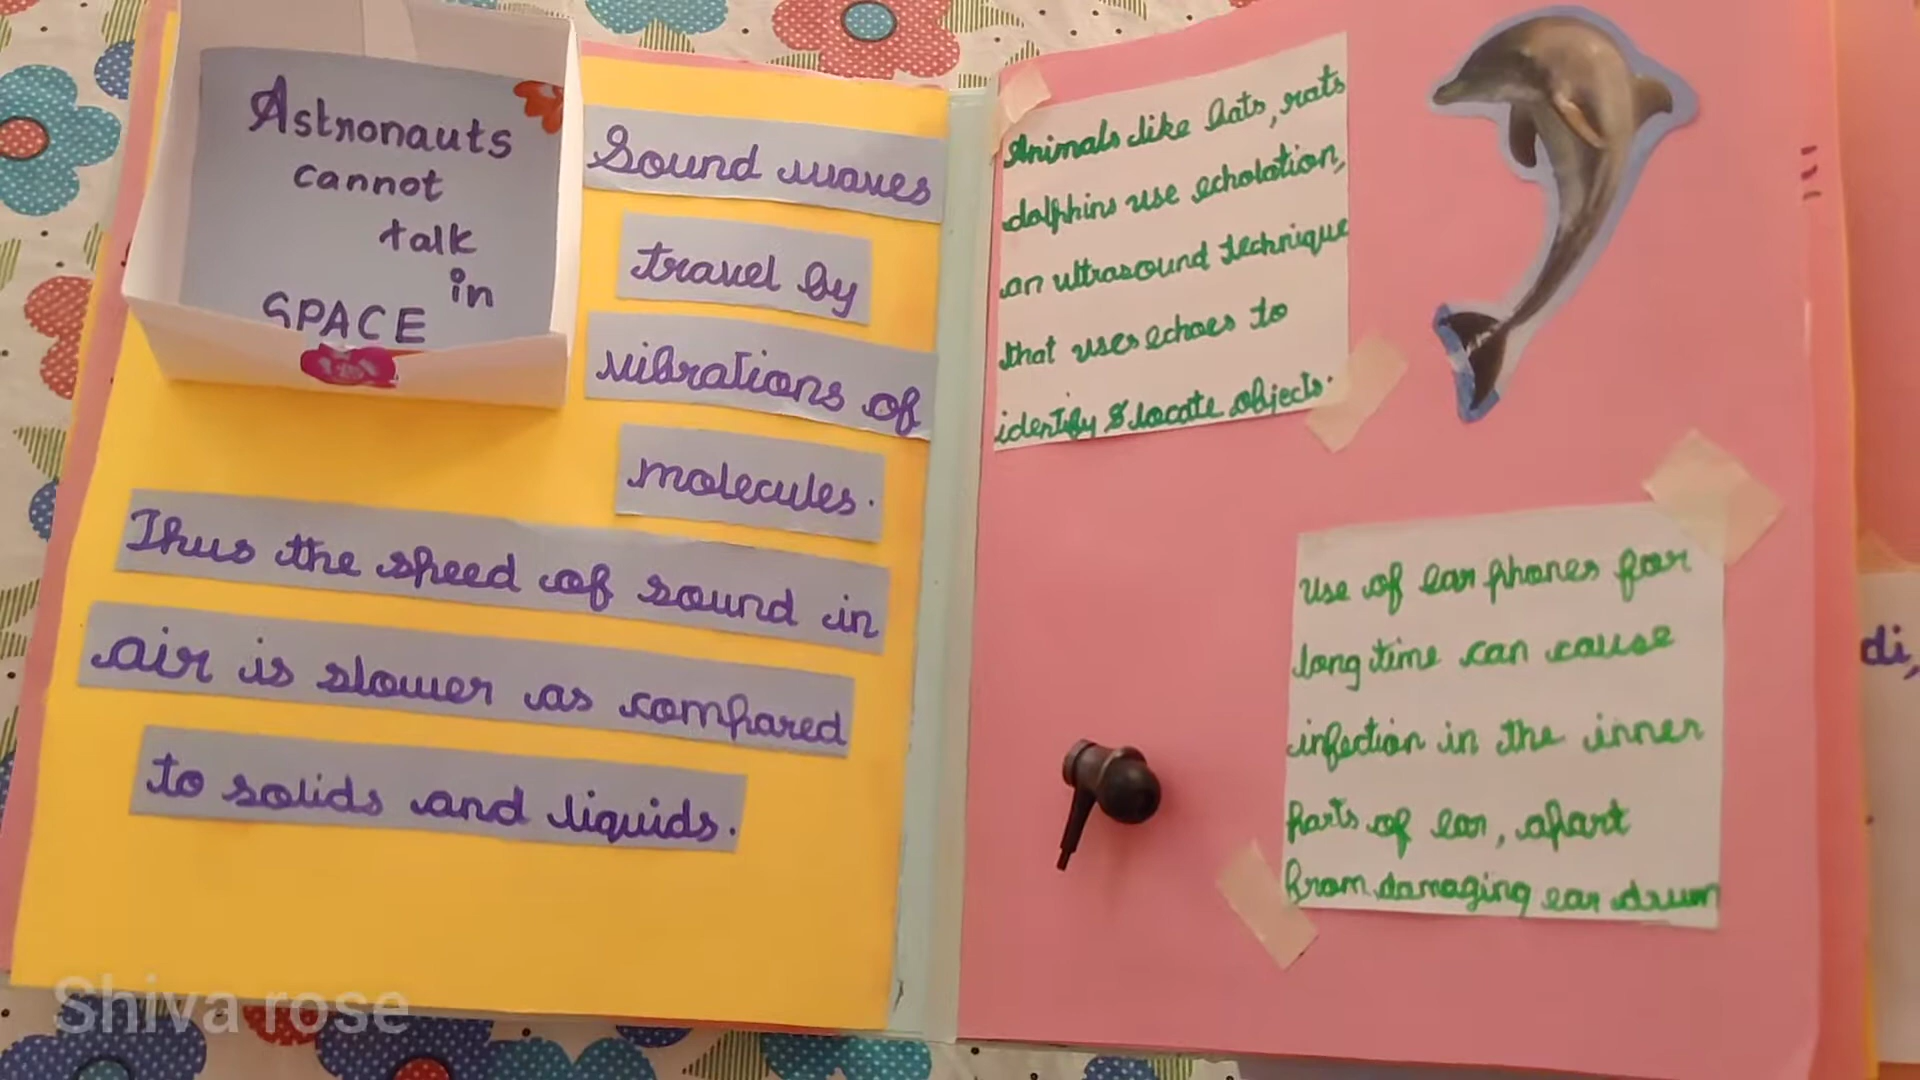 Astronauts
cannot
talk
in
SPACE
Sound waves
travel by
vibrations of
molecules.
Thus the speed of sound in
air is slower as compared
to solids and liquids.
Animals like bats, rats
dolphins use echolation,
an ultrasound technique
that uses echoes to
identify & locate objects.
Use of ear phones for
long time can cause
infection in the inner
parts of ear, apart
from damaging ear drum
di,
Shiva rose